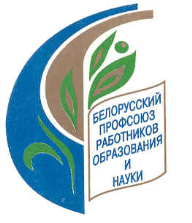 БЕЛОРУССКИЙ
ПРОФСОЮЗ
РАБОТНИКОВ
ОБРАЗОВАНИЯ
И
НАУКИ